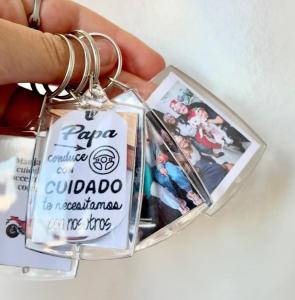 Papa
conduce
con
CUIDADO
te necesitamos
con nosotros